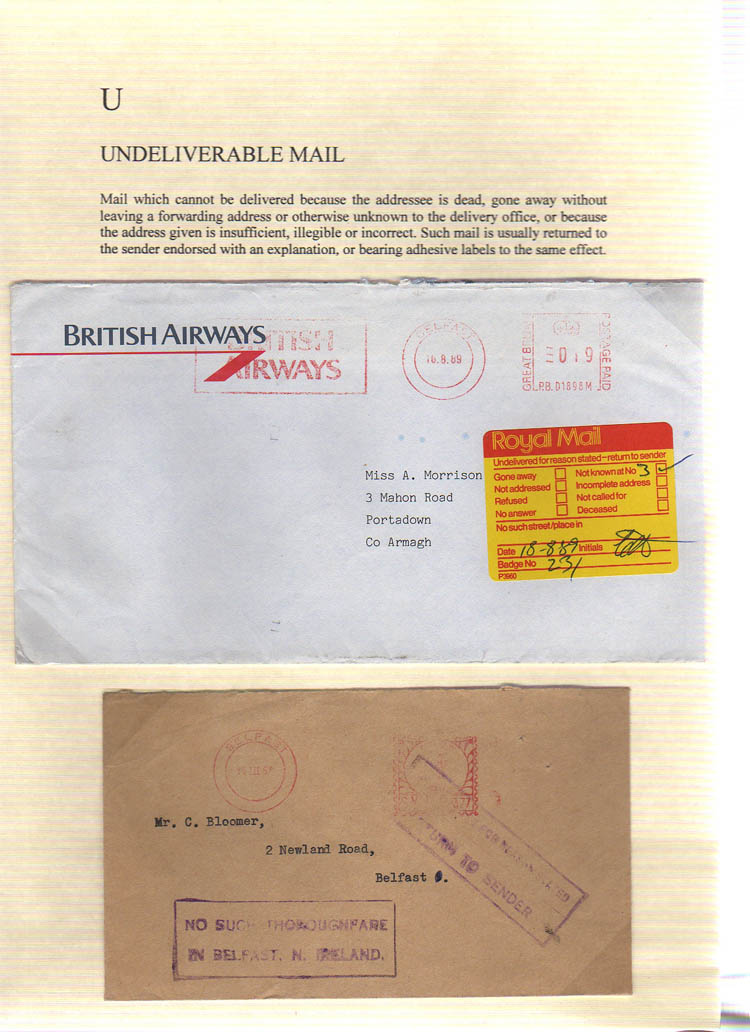 U
UNDELIVERABLE MAIL
Mail which cannot be delivered because the addressee is dead, gone away without
leaving a forwarding address or otherwise unknown to the delivery office, or because
the address given is insufficient, illegible or incorrect. Such mail is usually returned to
the sender endorsed with an explanation, or bearing adhesive labels to the same effect.
BRITISH AIRWAYS
BRITISH
AIRWAYS
BELFAST
16.8.89
GREAT BRITAIN
POSTAGE PAID
019
P.B. D1898M
Royal Mail
Undelivered for reason stated-return to sender
Gone away
Not known at No 3 ✓
Not addressed
Incomplete address
Refused
Not called for
No answer
Deceased
No such street/place in
Date 18-8-89 Initials
Badge No 231
P3960
Miss A. Morrison
3 Mahon Road
Portadown
Co Armagh
BELFAST
Mr. C. Bloomer,
2 Newland Road,
Belfast
RETURN TO SENDER
NO SUCH THOROUGHFARE
IN BELFAST, N. IRELAND.